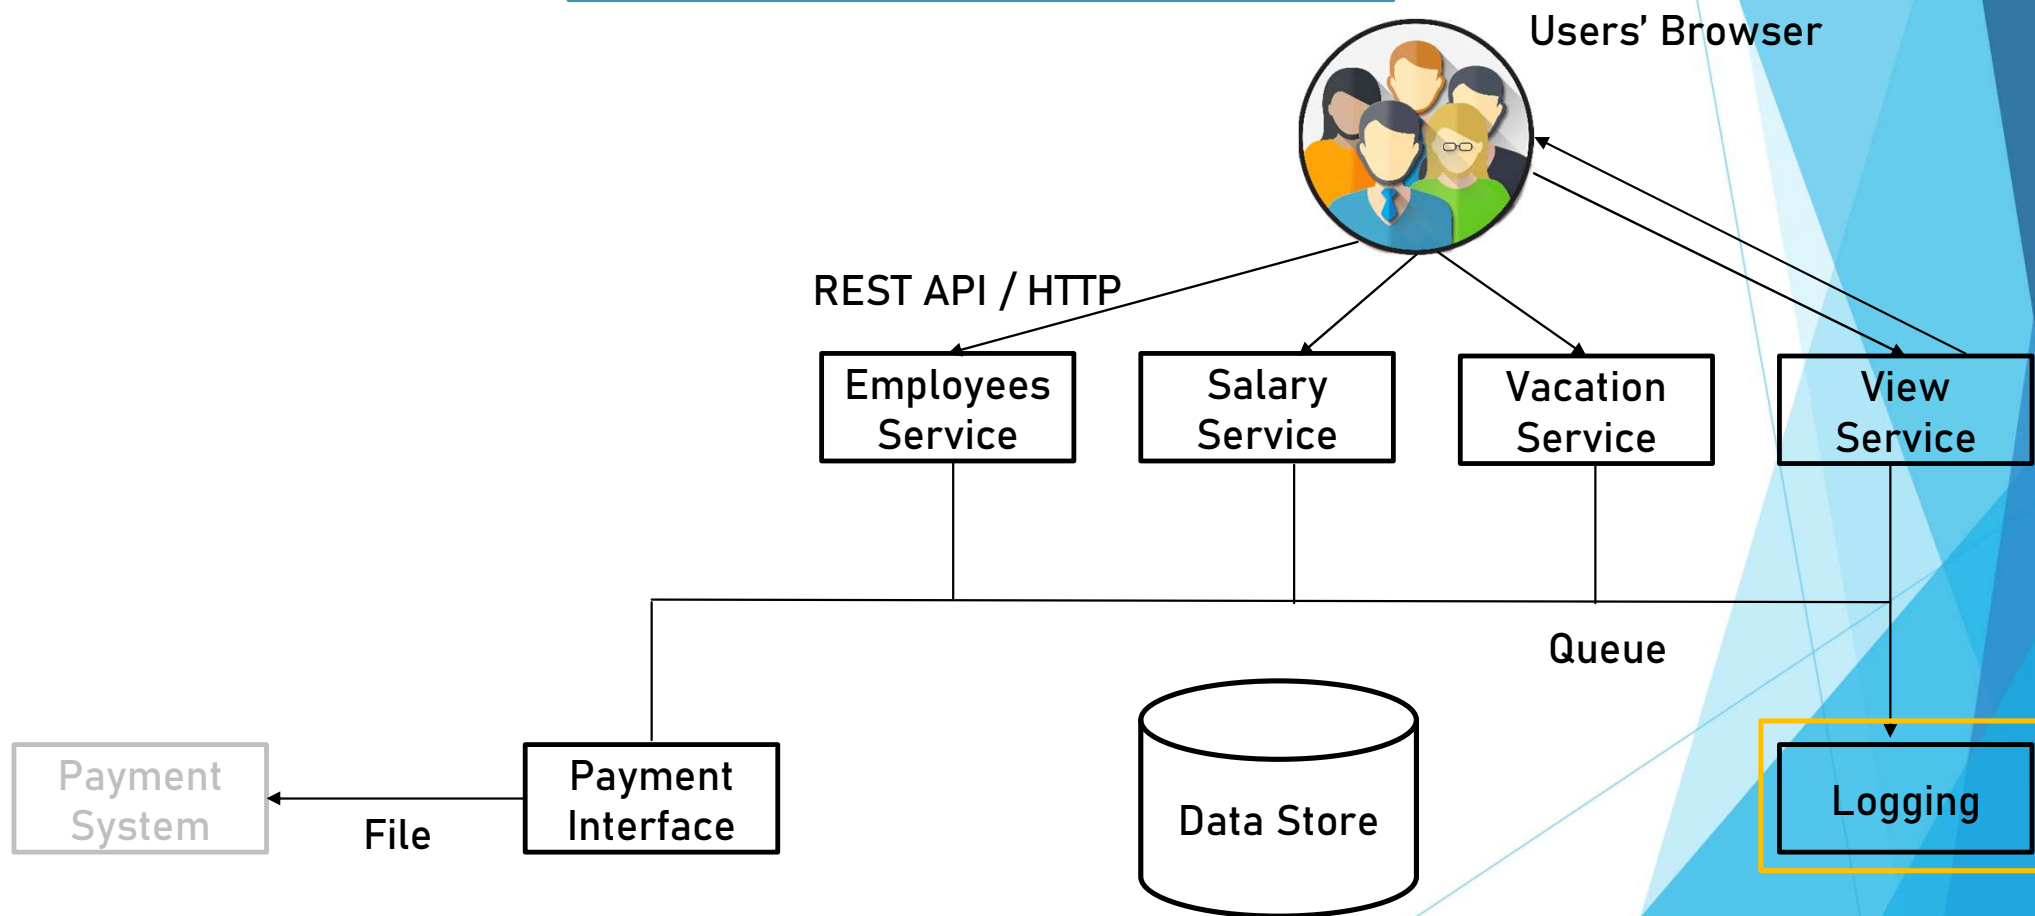 Users’ Browser
REST API / HTTP
Employees
Service
Salary
Service
Vacation
Service
View
Service
Queue
Payment
System
File
Payment
Interface
Data Store
Logging